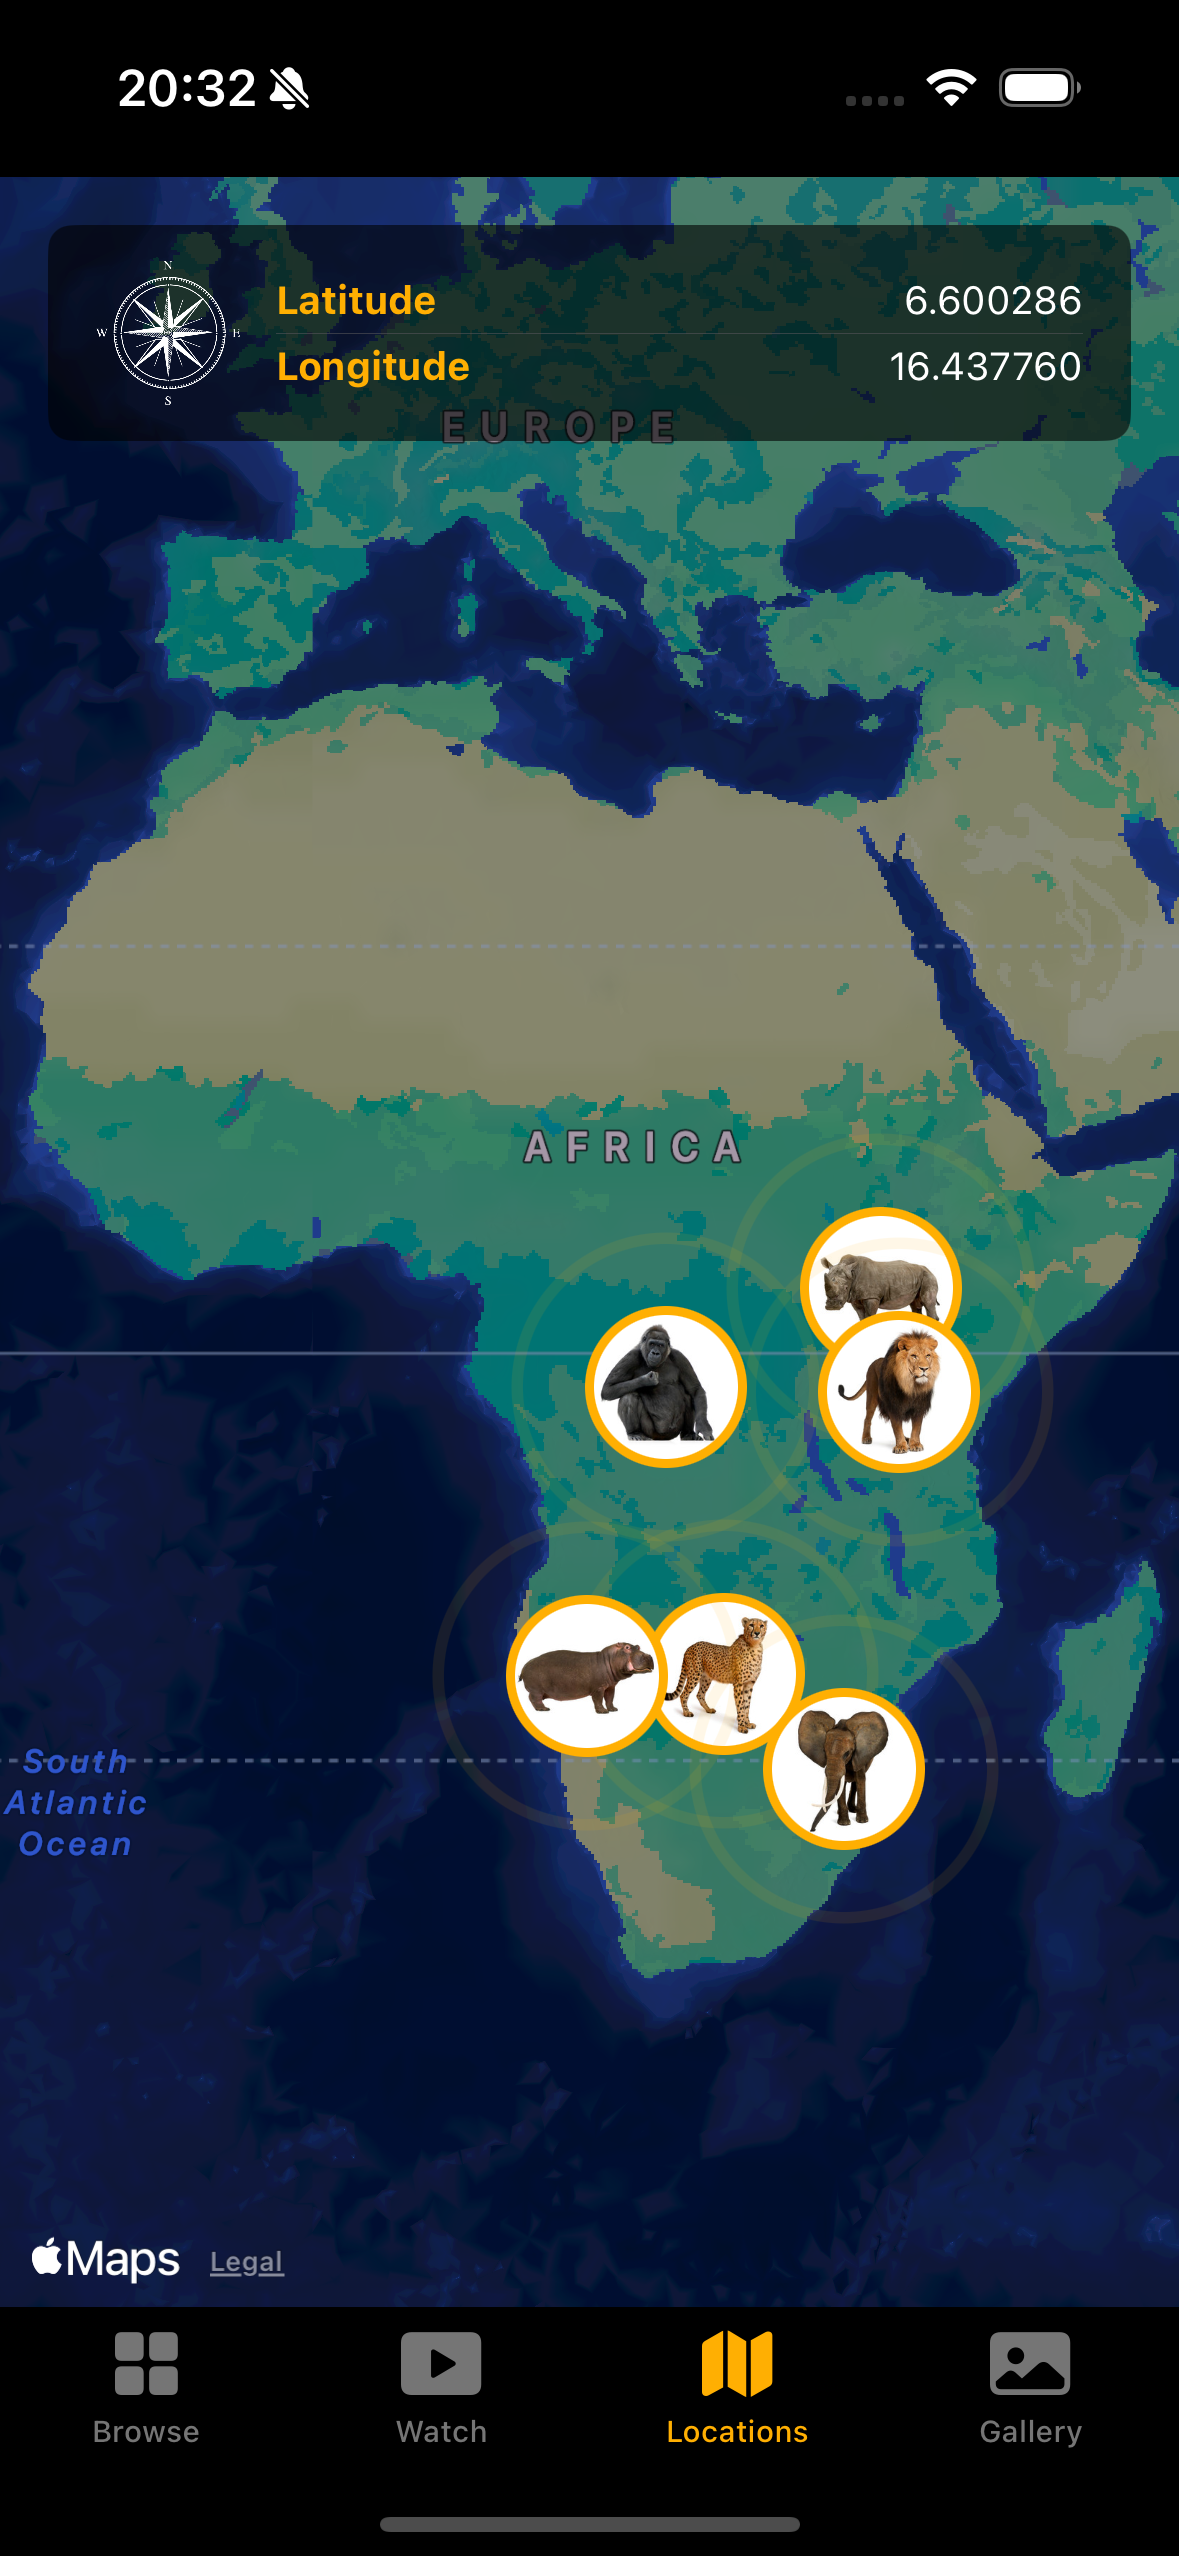 20:32
N
W E
S
Latitude 6.600286
Longitude 16.437760
EUROPE
AFRICA
South
Atlantic
Ocean
Maps Legal
Browse Watch Locations Gallery